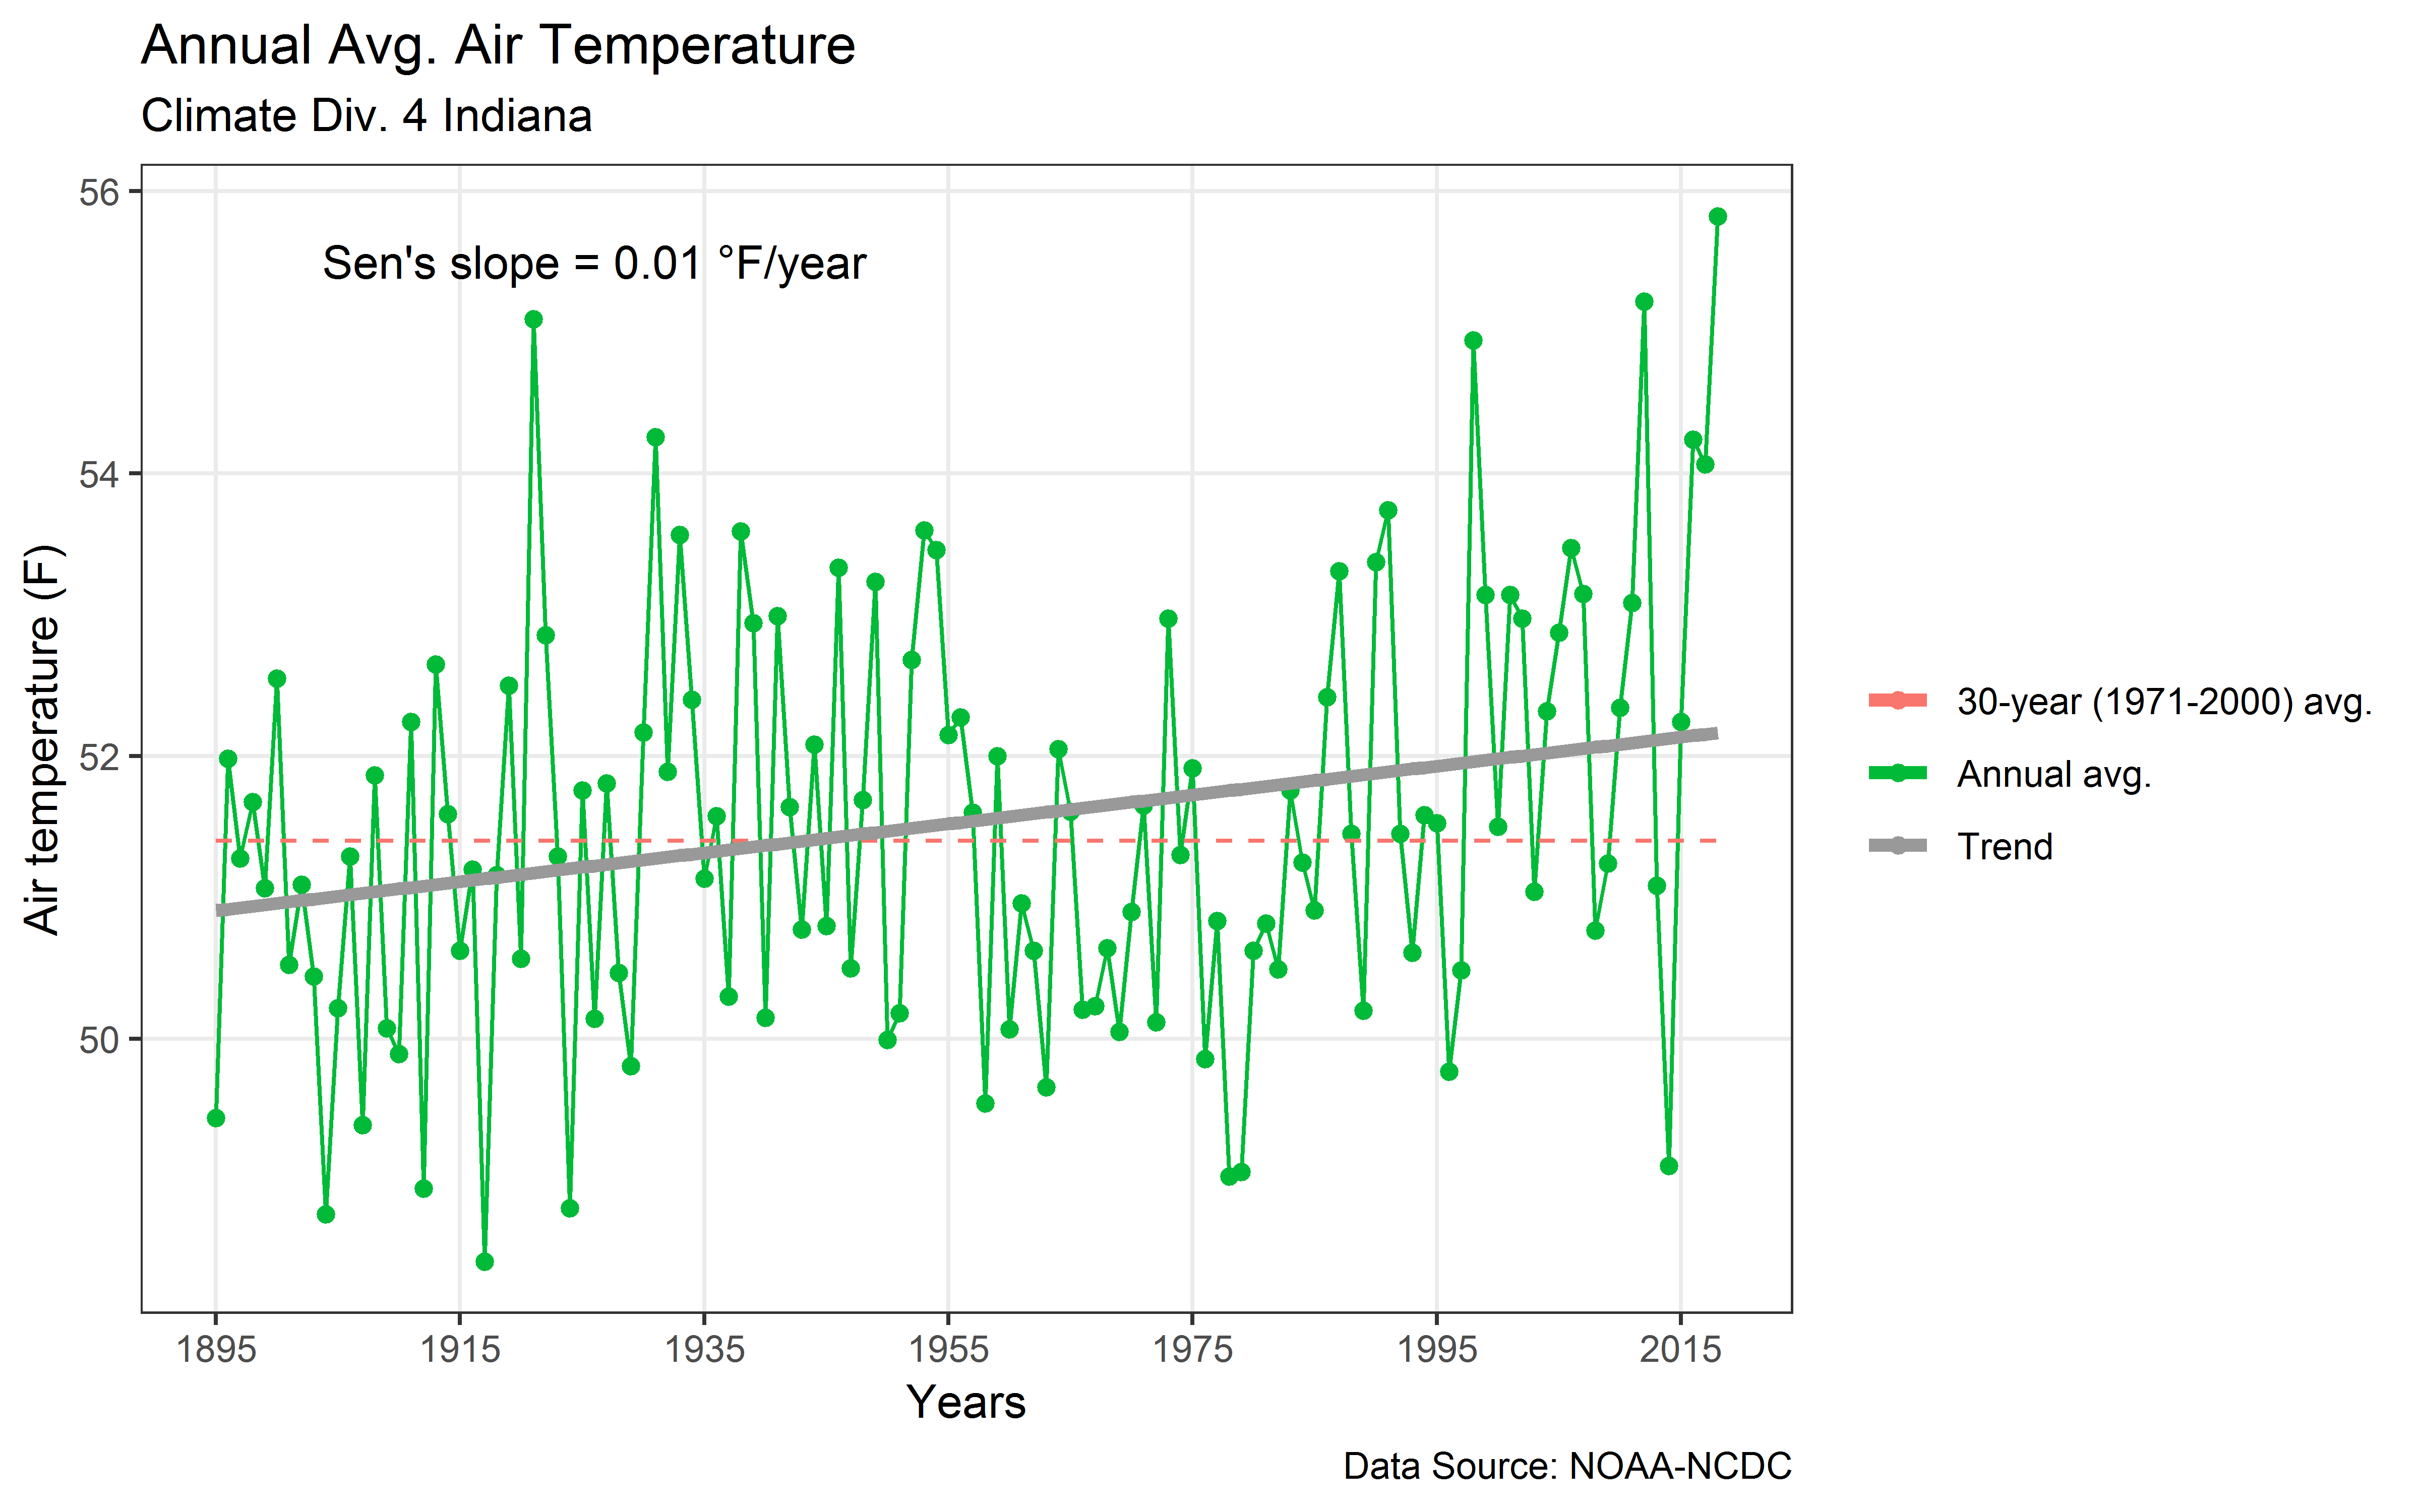 Annual Avg. Air Temperature
Climate Div. 4 Indiana
56
54
52
50
Air temperature (F)
Sen's slope = 0.01 °F/year
1895 1915 1935 1955 1975 1995 2015
Years
30-year (1971-2000) avg.
Annual avg.
Trend
Data Source: NOAA-NCDC